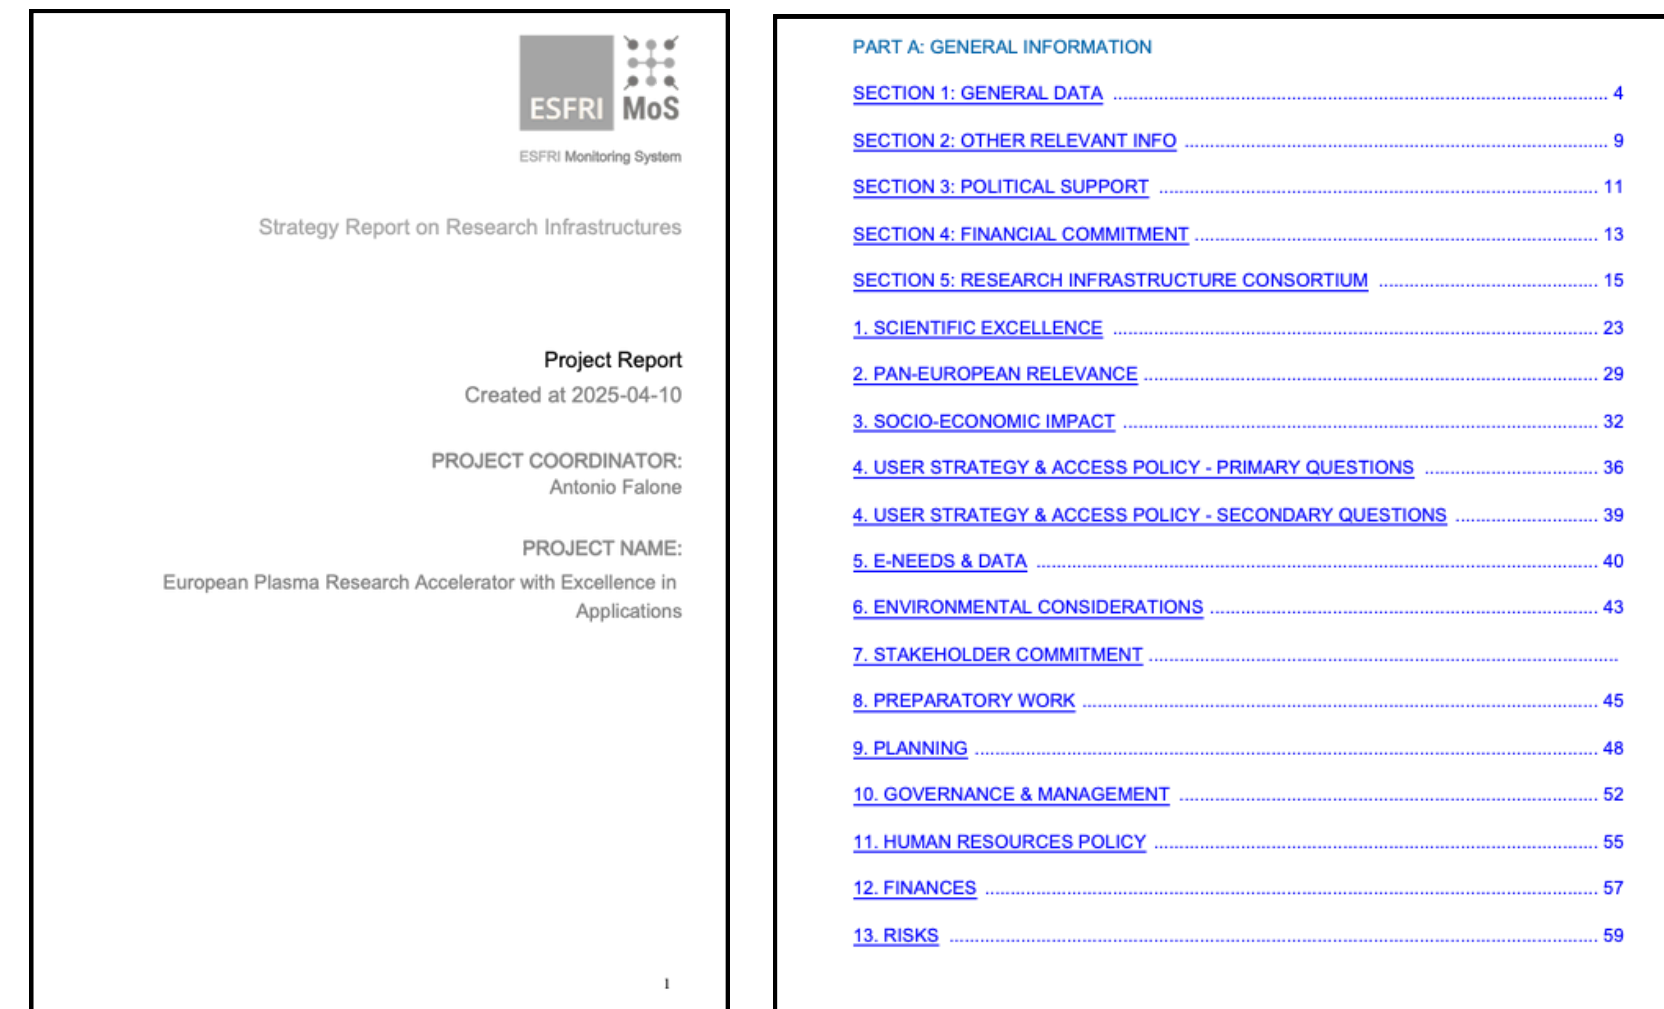 ESFRI MoS
ESFRI Monitoring System
Strategy Report on Research Infrastructures
Project Report
Created at 2025-04-10
PROJECT COORDINATOR:
Antonio Falone
PROJECT NAME:
European Plasma Research Accelerator with Excellence in
Applications
1
PART A: GENERAL INFORMATION
SECTION 1: GENERAL DATA ........ 4
SECTION 2: OTHER RELEVANT INFO ........ 9
SECTION 3: POLITICAL SUPPORT ........ 11
SECTION 4: FINANCIAL COMMITMENT ........ 13
SECTION 5: RESEARCH INFRASTRUCTURE CONSORTIUM ........ 15
1. SCIENTIFIC EXCELLENCE ........ 23
2. PAN-EUROPEAN RELEVANCE ........ 29
3. SOCIO-ECONOMIC IMPACT ........ 32
4. USER STRATEGY & ACCESS POLICY - PRIMARY QUESTIONS ........ 36
4. USER STRATEGY & ACCESS POLICY - SECONDARY QUESTIONS ........ 39
5. E-NEEDS & DATA ........ 40
6. ENVIRONMENTAL CONSIDERATIONS ........ 43
7. STAKEHOLDER COMMITMENT ........
8. PREPARATORY WORK ........ 45
9. PLANNING ........ 48
10. GOVERNANCE & MANAGEMENT ........ 52
11. HUMAN RESOURCES POLICY ........ 55
12. FINANCES ........ 57
13. RISKS ........ 59